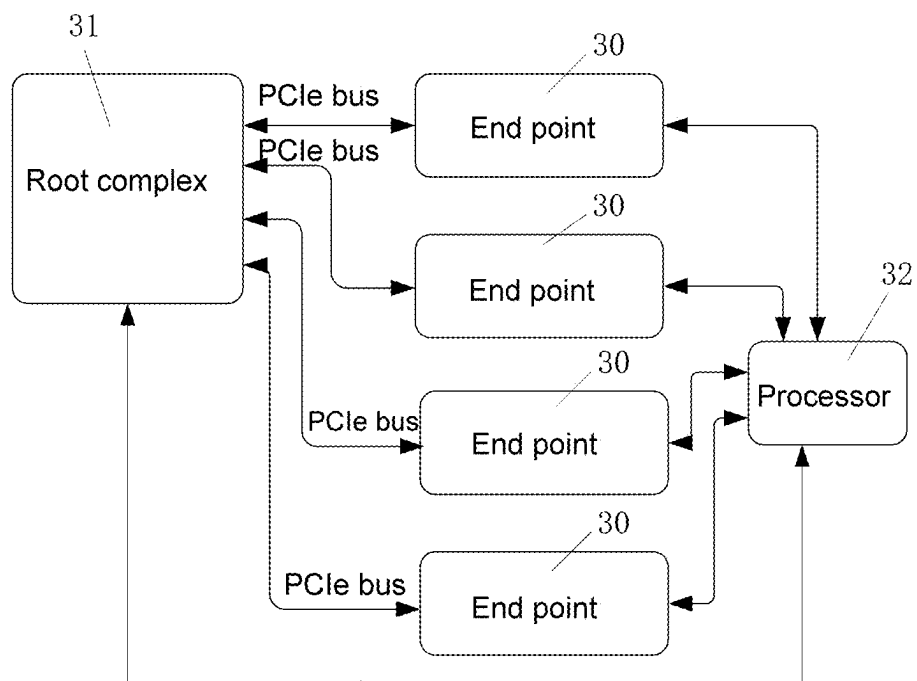 31
30
PCIe bus
End point
PCIe bus
Root complex
30
End point
32
30
Processor
PCIe bus
End point
30
PCIe bus
End point